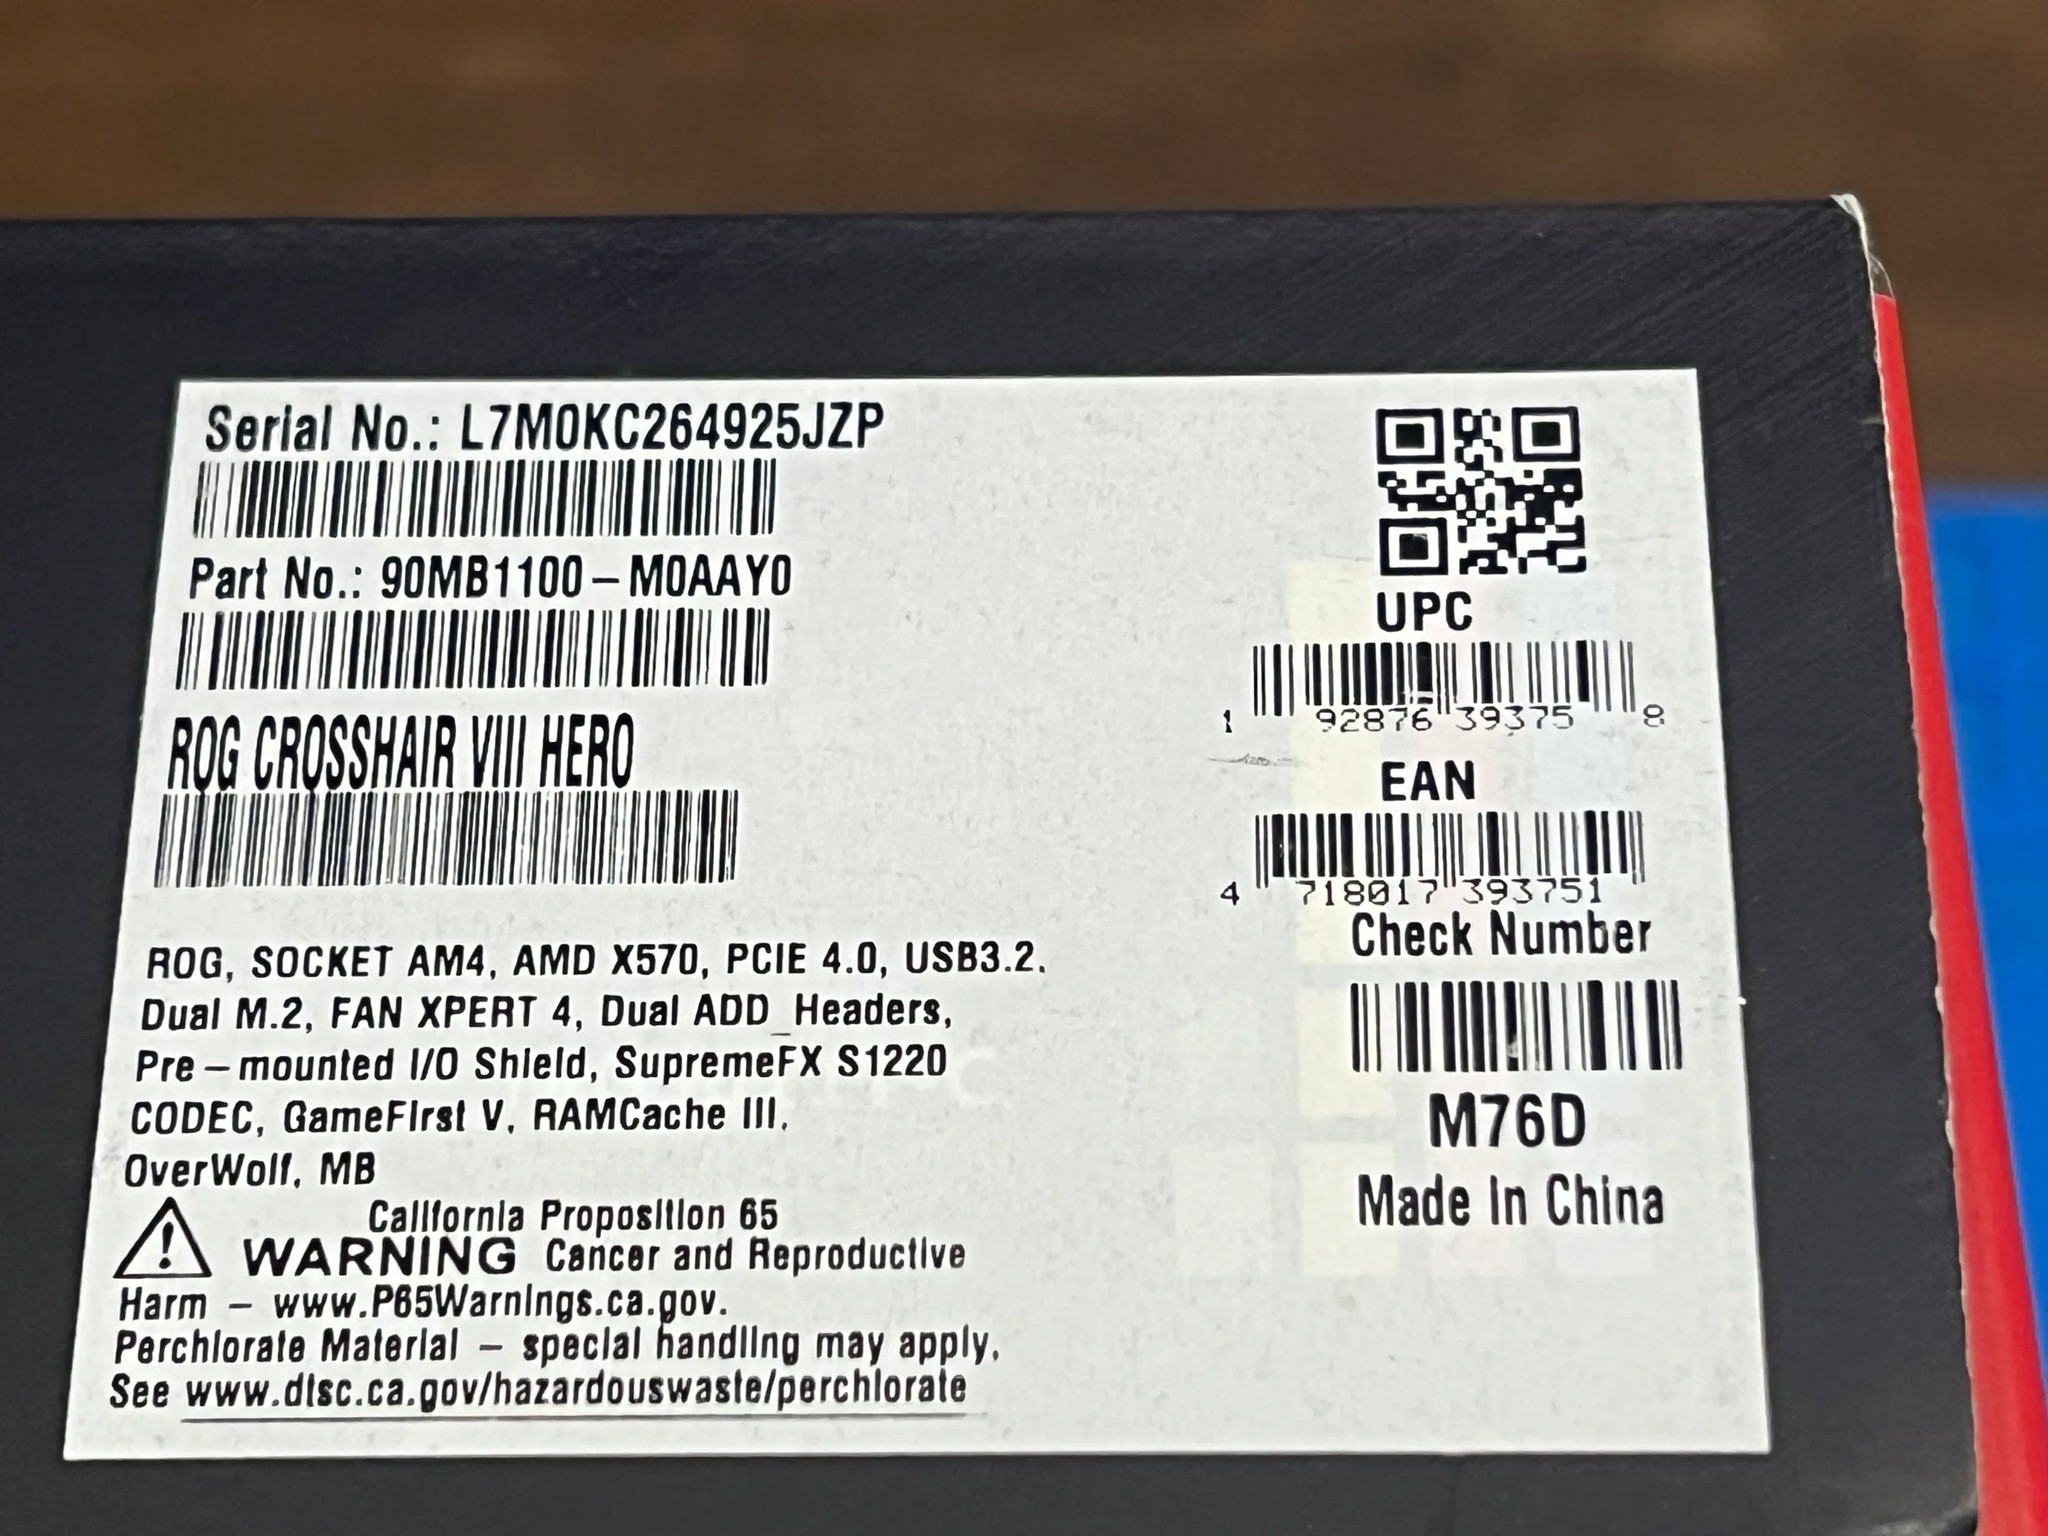 Serial No.: L7M0KC264925JZP
Part No.: 90MB1100-M0AAY0
ROG CROSSHAIR VIII HERO
ROG, SOCKET AM4, AMD X570, PCIE 4.0, USB3.2,
Dual M.2, FAN XPERT 4, Dual ADD_Headers,
Pre-mounted I/O Shield, SupremeFX S1220
CODEC, GameFirst V, RAMCache III,
OverWolf, MB
California Proposition 65
WARNING Cancer and Reproductive
Harm - www.P65Warnings.ca.gov.
Perchlorate Material - special handling may apply.
See www.dtsc.ca.gov/hazardouswaste/perchlorate
UPC
1 92876 39375 8
EAN
4 718017 393751
Check Number
M76D
Made In China